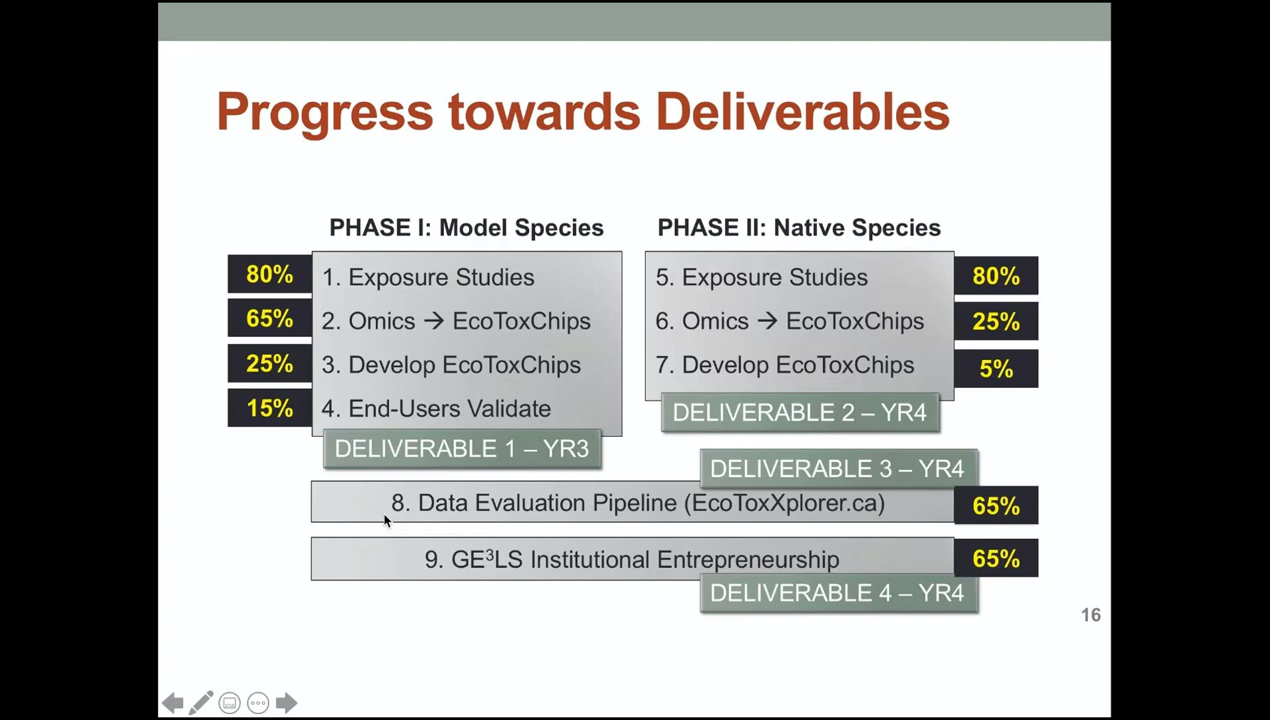 Progress towards Deliverables
PHASE I: Model Species
80% 1. Exposure Studies
65% 2. Omics → EcoToxChips
25% 3. Develop EcoToxChips
15% 4. End-Users Validate
DELIVERABLE 1 – YR3
PHASE II: Native Species
5. Exposure Studies 80%
6. Omics → EcoToxChips 25%
7. Develop EcoToxChips 5%
DELIVERABLE 2 – YR4
DELIVERABLE 3 – YR4
8. Data Evaluation Pipeline (EcoToxXplorer.ca) 65%
9. GE³LS Institutional Entrepreneurship 65%
DELIVERABLE 4 – YR4
16